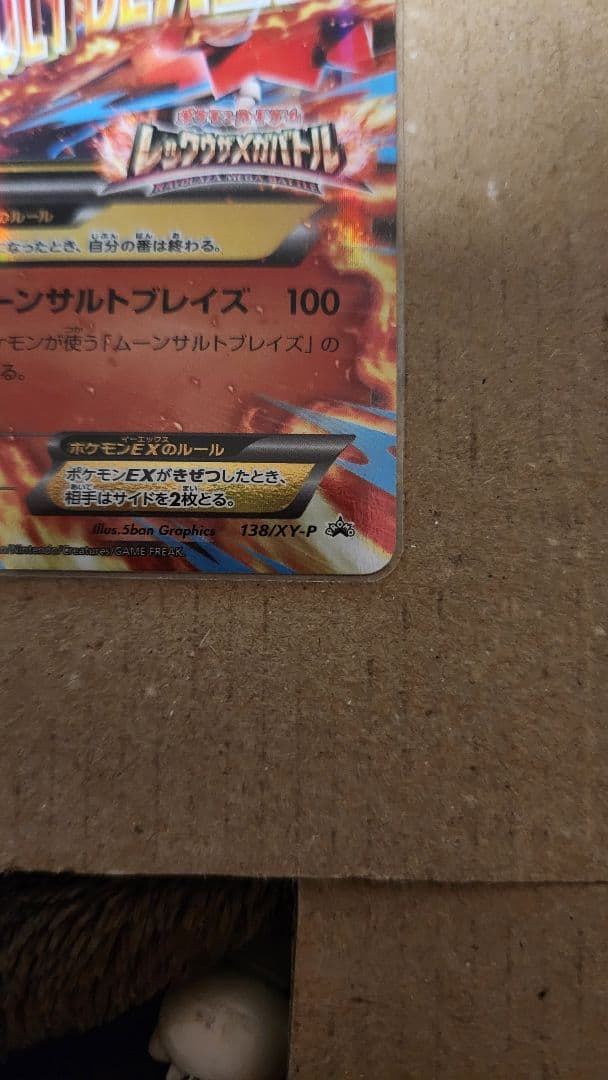 レックウザメガバトル
RAYQUAZA MEGA BATTLE
のルール
なったとき、自分の番は終わる。
ーンサルトブレイズ 100
ケモンが使う「ムーンサルトブレイズ」の
る。
ポケモンEXのルール
ポケモンEXがきぜつしたとき、
相手はサイドを2枚とる。
Illus.5ban Graphics 138/XY-P PROMO
/Nintendo/Creatures/GAME FREAK.